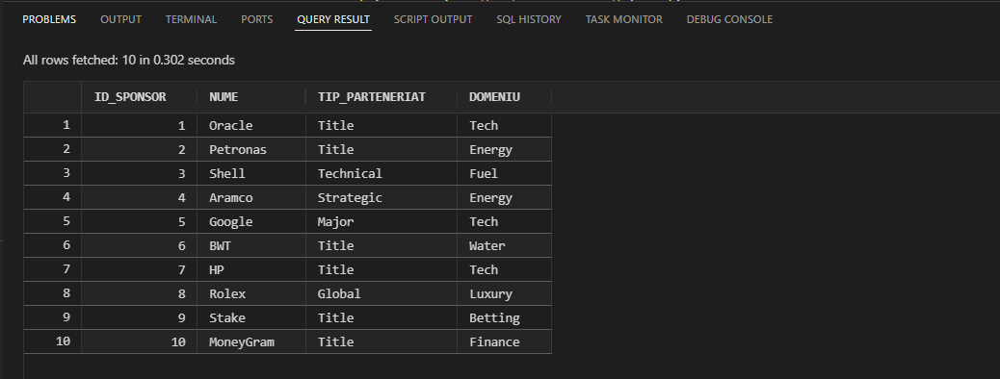 PROBLEMS OUTPUT TERMINAL PORTS QUERY RESULT SCRIPT OUTPUT SQL HISTORY TASK MONITOR DEBUG CONSOLE
All rows fetched: 10 in 0.302 seconds
ID_SPONSOR NUME TIP_PARTENERIAT DOMENIU
1 1 Oracle Title Tech
2 2 Petronas Title Energy
3 3 Shell Technical Fuel
4 4 Aramco Strategic Energy
5 5 Google Major Tech
6 6 BWT Title Water
7 7 HP Title Tech
8 8 Rolex Global Luxury
9 9 Stake Title Betting
10 10 MoneyGram Title Finance